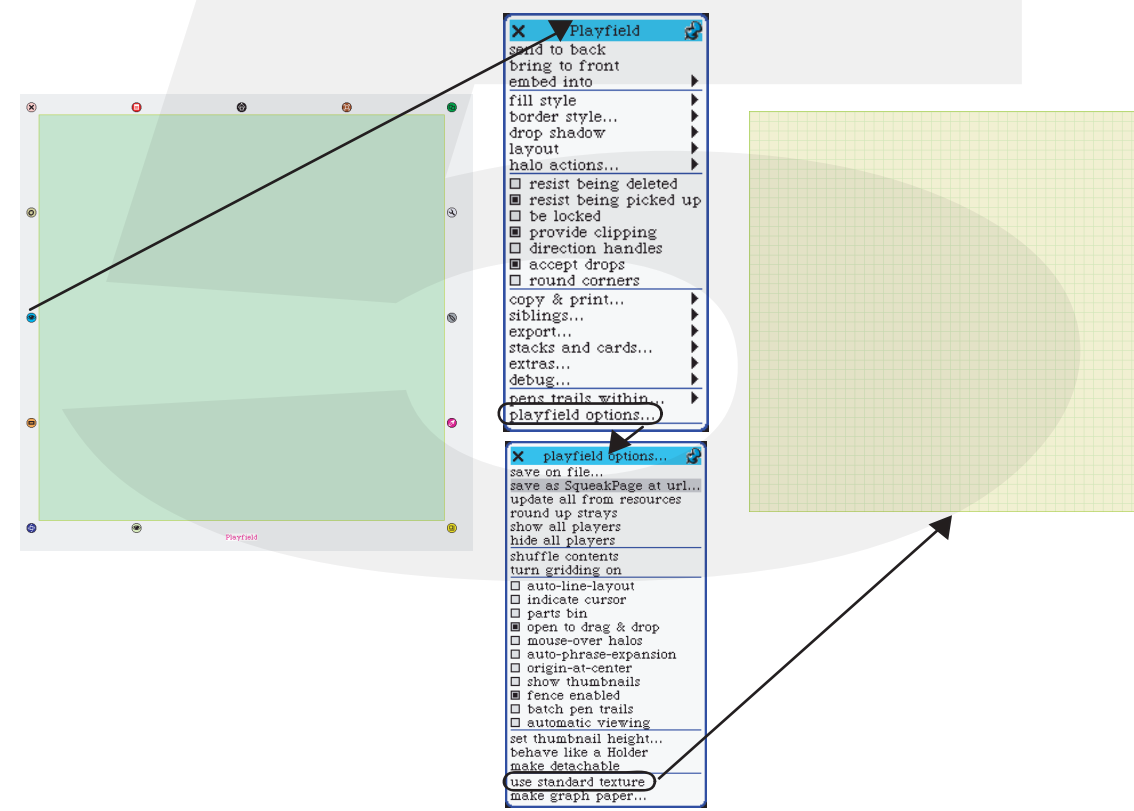 Playfield
send to back
bring to front
embed into
fill style
border style...
drop shadow
layout
halo actions...
resist being deleted
resist being picked up
be locked
provide clipping
direction handles
accept drops
round corners
copy & print...
siblings...
export...
stacks and cards...
extras...
debug...
pens trails within...
playfield options...
Playfield
playfield options...
save on file...
save as SqueakPage at url...
update all from resources
round up strays
show all players
hide all players
shuffle contents
turn gridding on
auto-line-layout
indicate cursor
parts bin
open to drag & drop
mouse-over halos
auto-phrase-expansion
origin-at-center
show thumbnails
fence enabled
batch pen trails
automatic viewing
set thumbnail height...
behave like a Holder
make detachable
use standard texture
make graph paper...